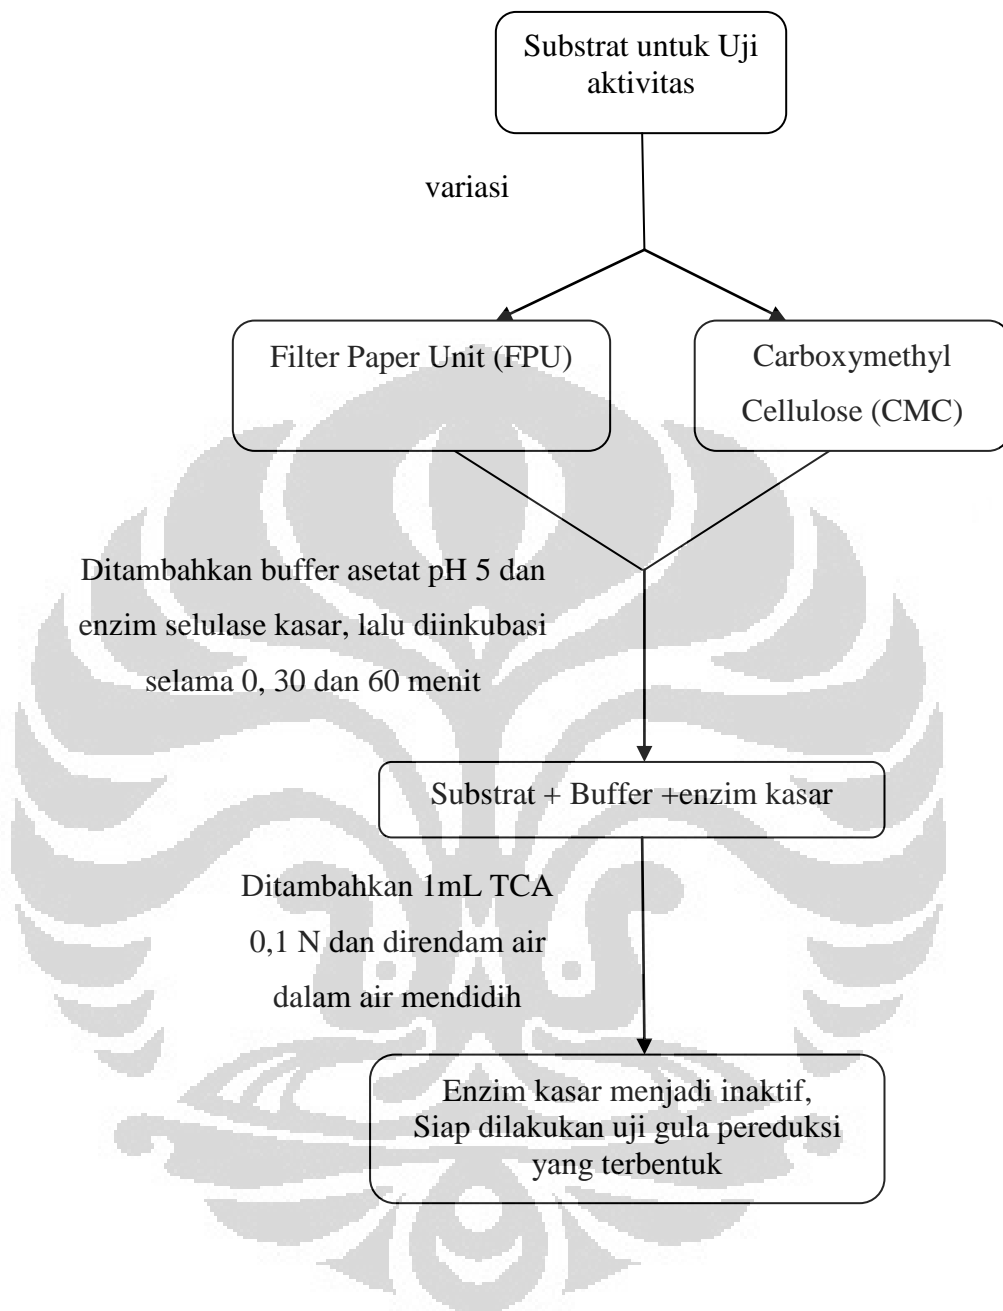 Substrat untuk Uji
aktivitas
variasi
Filter Paper Unit (FPU)
Carboxymethyl
Cellulose (CMC)
Ditambahkan buffer asetat pH 5 dan
enzim selulase kasar, lalu diinkubasi
selama 0, 30 dan 60 menit
Substrat + Buffer +enzim kasar
Ditambahkan 1mL TCA
0,1 N dan direndam air
dalam air mendidih
Enzim kasar menjadi inaktif,
Siap dilakukan uji gula pereduksi
yang terbentuk